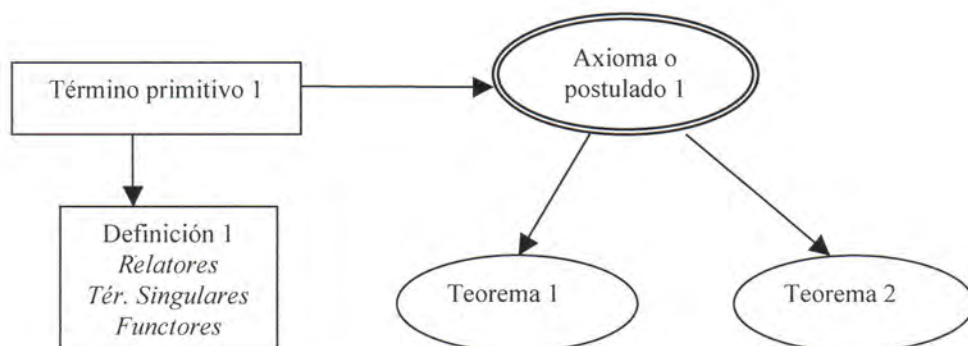 Término primitivo 1
Axioma o
postulado 1
Definición 1
Relatores
Tér. Singulares
Functores
Teorema 1
Teorema 2